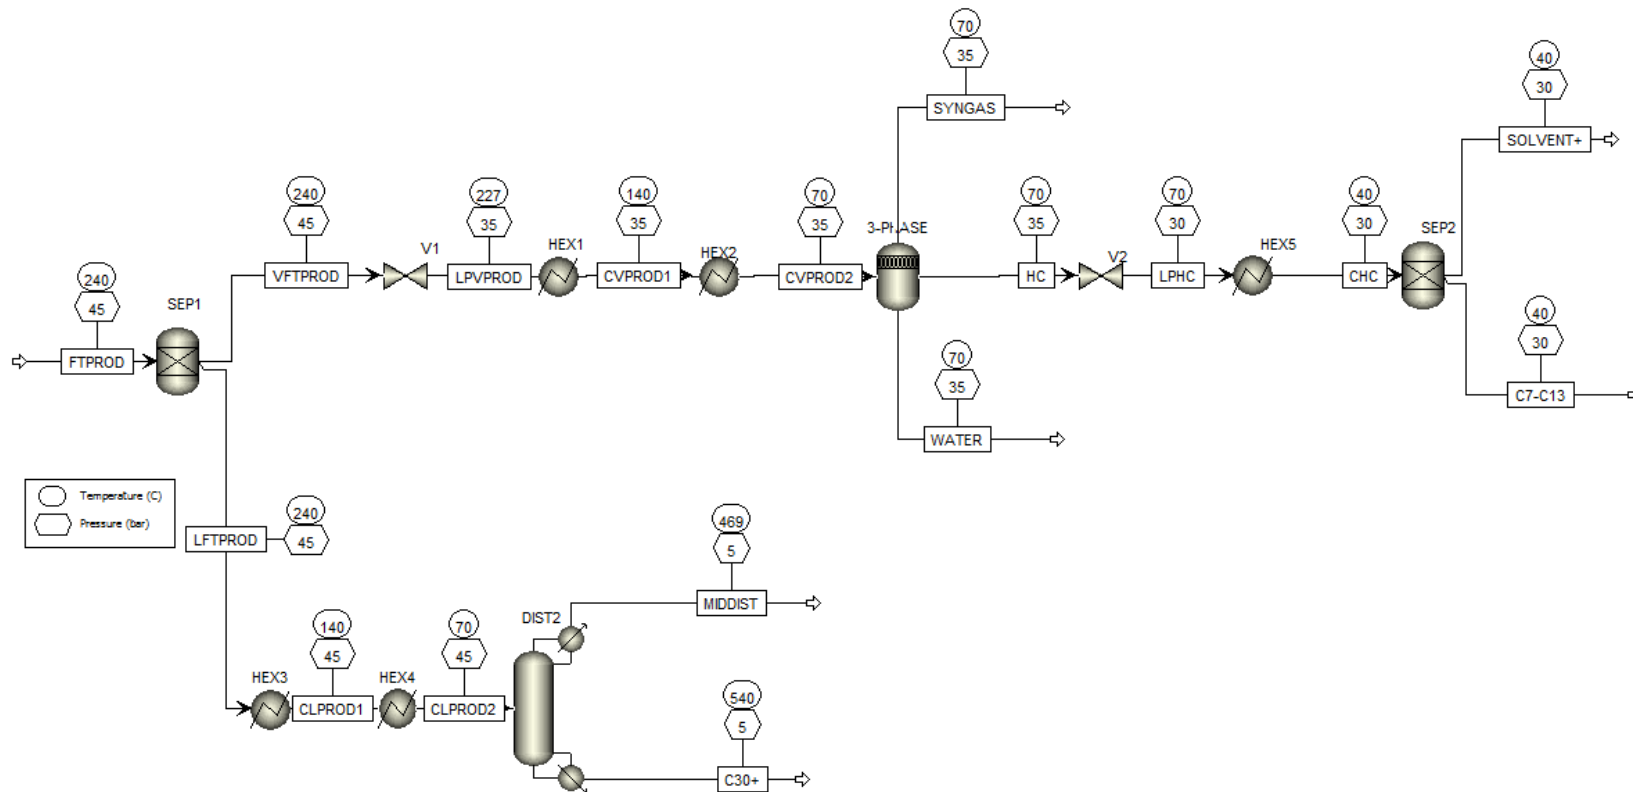 70
35
SYNGAS
40
30
SOLVENT+
240
45
VFTPROD
V1
227
35
LPVPROD
HEX1
140
35
CVPROD1
HEX2
70
35
CVPROD2
3-PHASE
70
35
HC
V2
70
30
LPHC
HEX5
40
30
CHC
SEP2
240
45
FTPROD
SEP1
40
30
C7-C13
70
35
WATER
Temperature (C)
Pressure (bar)
240
45
LFTPROD
469
5
MIDDIST
DIST2
HEX3
140
45
CLPROD1
HEX4
70
45
CLPROD2
540
5
C30+